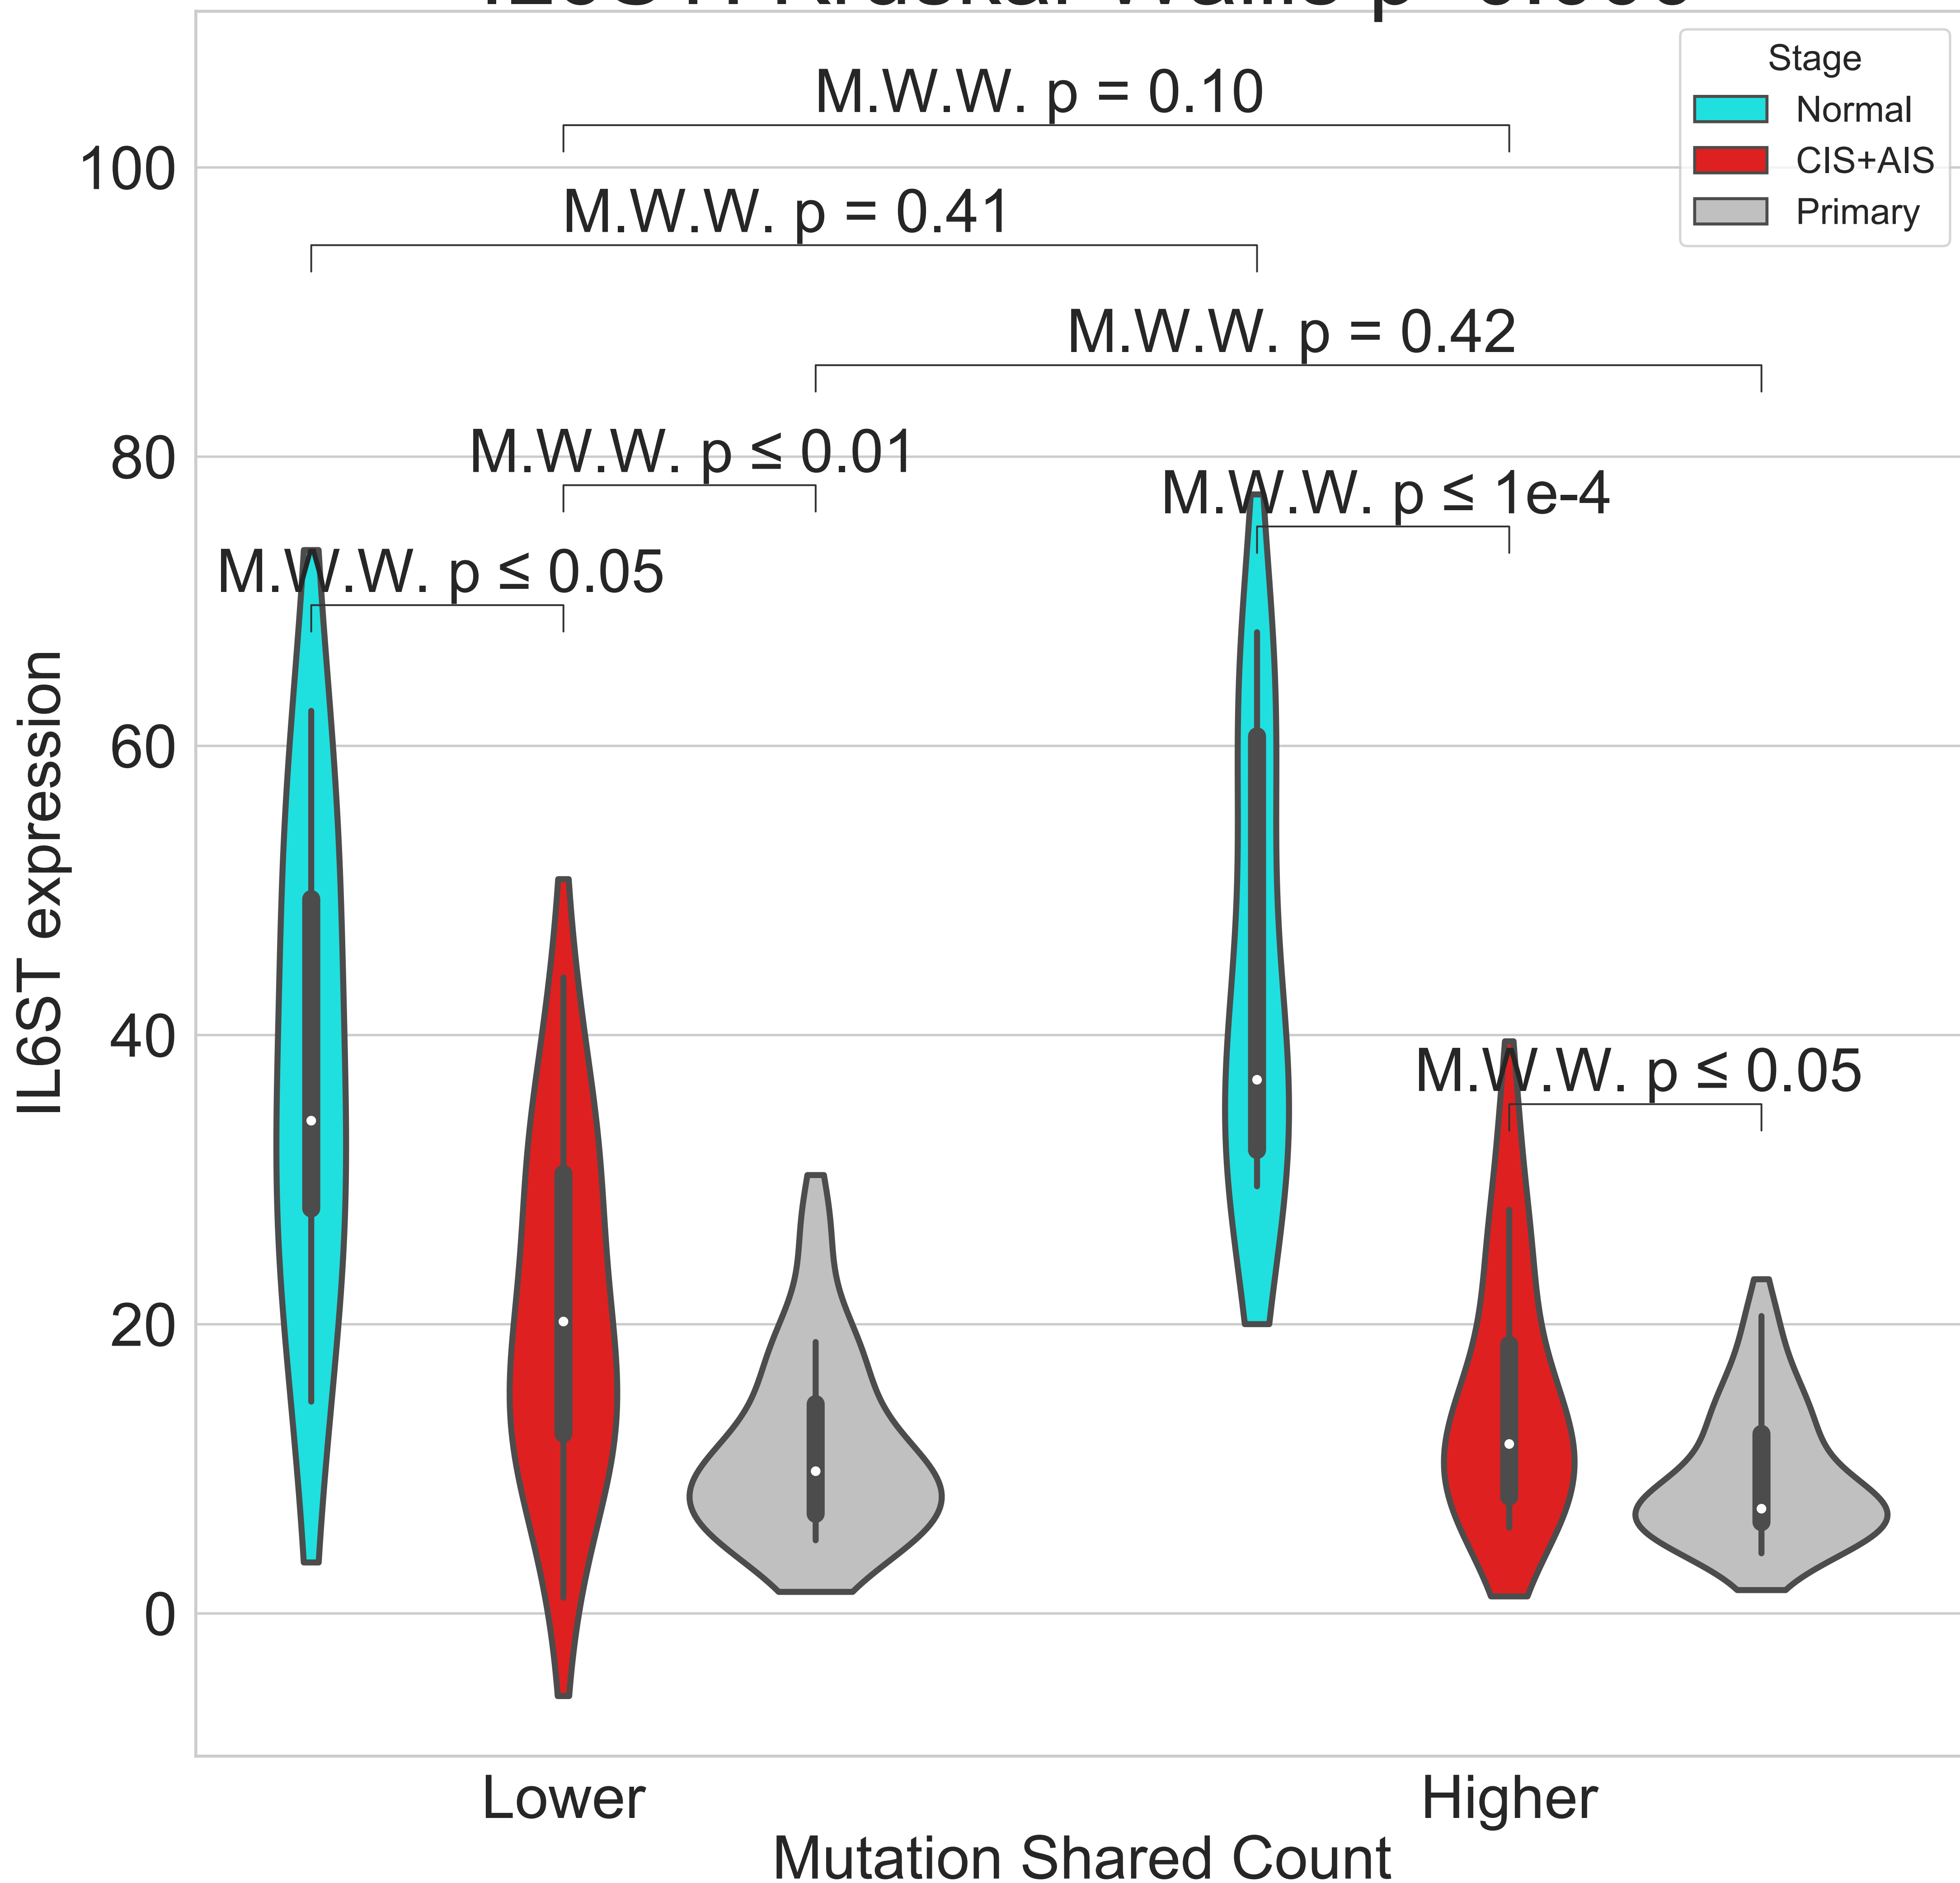 Stage
Normal
CIS+AIS
Primary
M.W.W. p = 0.10
M.W.W. p = 0.41
M.W.W. p = 0.42
M.W.W. p ≤ 0.01
M.W.W. p ≤ 1e-4
M.W.W. p ≤ 0.05
M.W.W. p ≤ 0.05
100
80
60
40
20
0
IL6ST expression
Lower
Higher
Mutation Shared Count